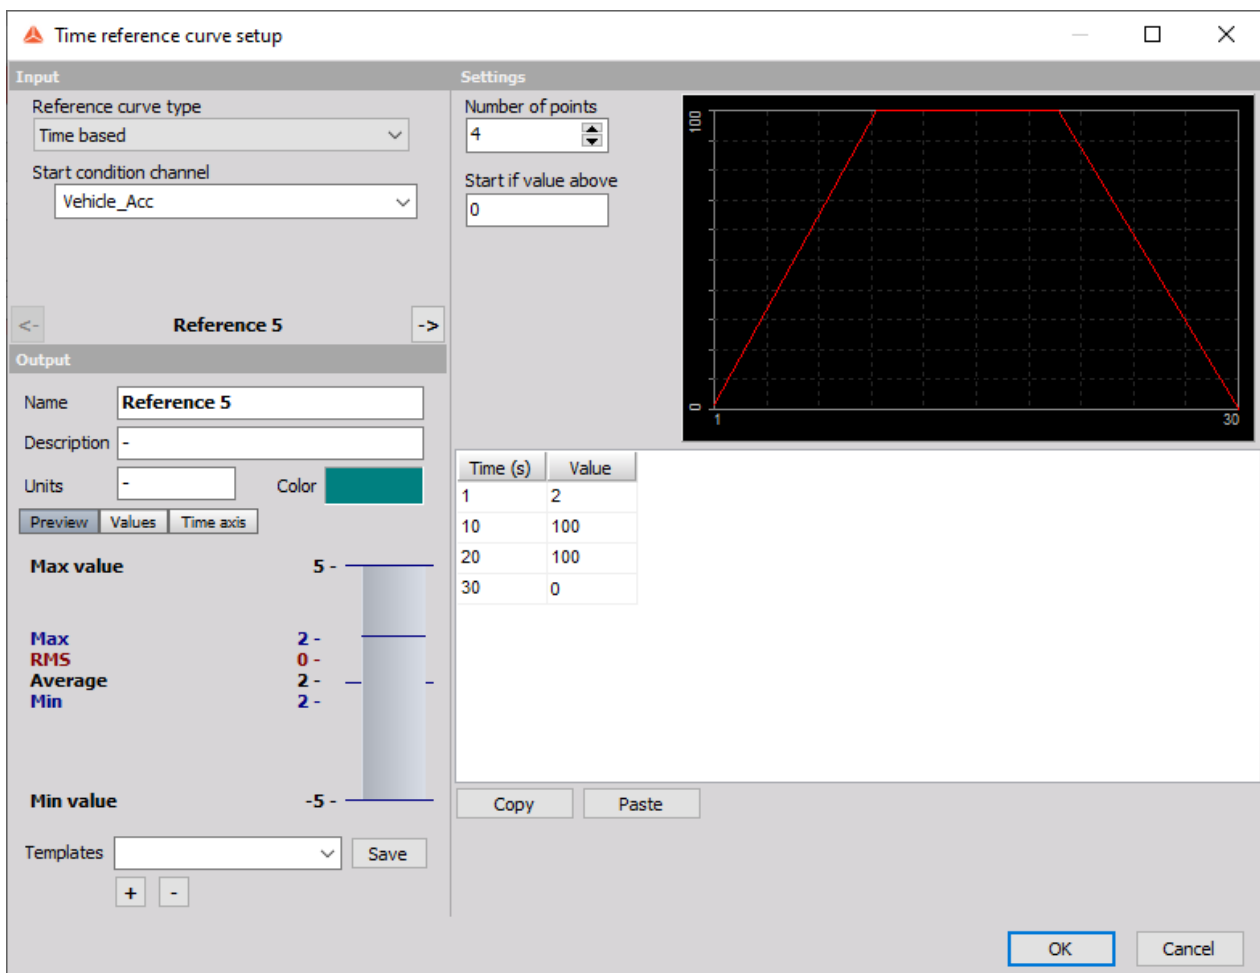 Time reference curve setup
Input
Reference curve type
Time based
Start condition channel
Vehicle_Acc
<- Reference 5 ->
Output
Name Reference 5
Description -
Units - Color
Preview Values Time axis
Max value 5 -
Max 2 -
RMS 0 -
Average 2 -
Min 2 -
Min value -5 -
Templates Save
+ -
Settings
Number of points
4
Start if value above
0
100
0
1 30
Time (s) Value
1 2
10 100
20 100
30 0
Copy Paste
OK Cancel